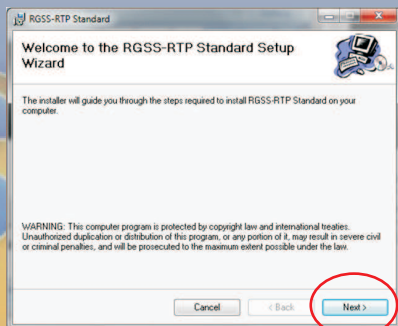 RGSS-RTP Standard
Welcome to the RGSS-RTP Standard Setup
Wizard
The installer will guide you through the steps required to install RGSS-RTP Standard on your
computer.
WARNING: This computer program is protected by copyright law and international treaties.
Unauthorized duplication or distribution of this program, or any portion of it, may result in severe civil
or criminal penalties, and will be prosecuted to the maximum extent possible under the law.
Cancel
< Back
Next >